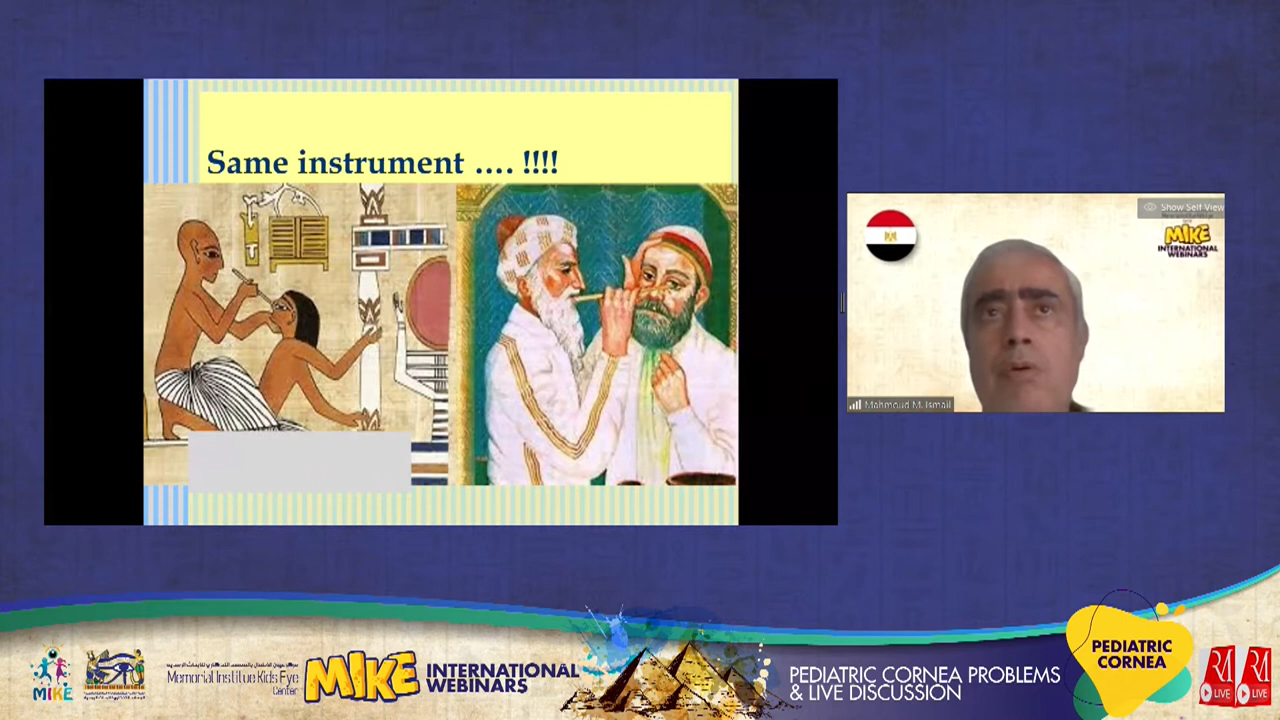 Same instrument .... !!!!
Show Self View
MIKE
INTERNATIONAL
WEBINARS
Mahmoud M. Ismail
MIKE
Memorial Institue Kids Eye
Center
MIKE
INTERNATIONAL
WEBINARS
PEDIATRIC CORNEA PROBLEMS
& LIVE DISCUSSION
PEDIATRIC
CORNEA
LIVE
LIVE